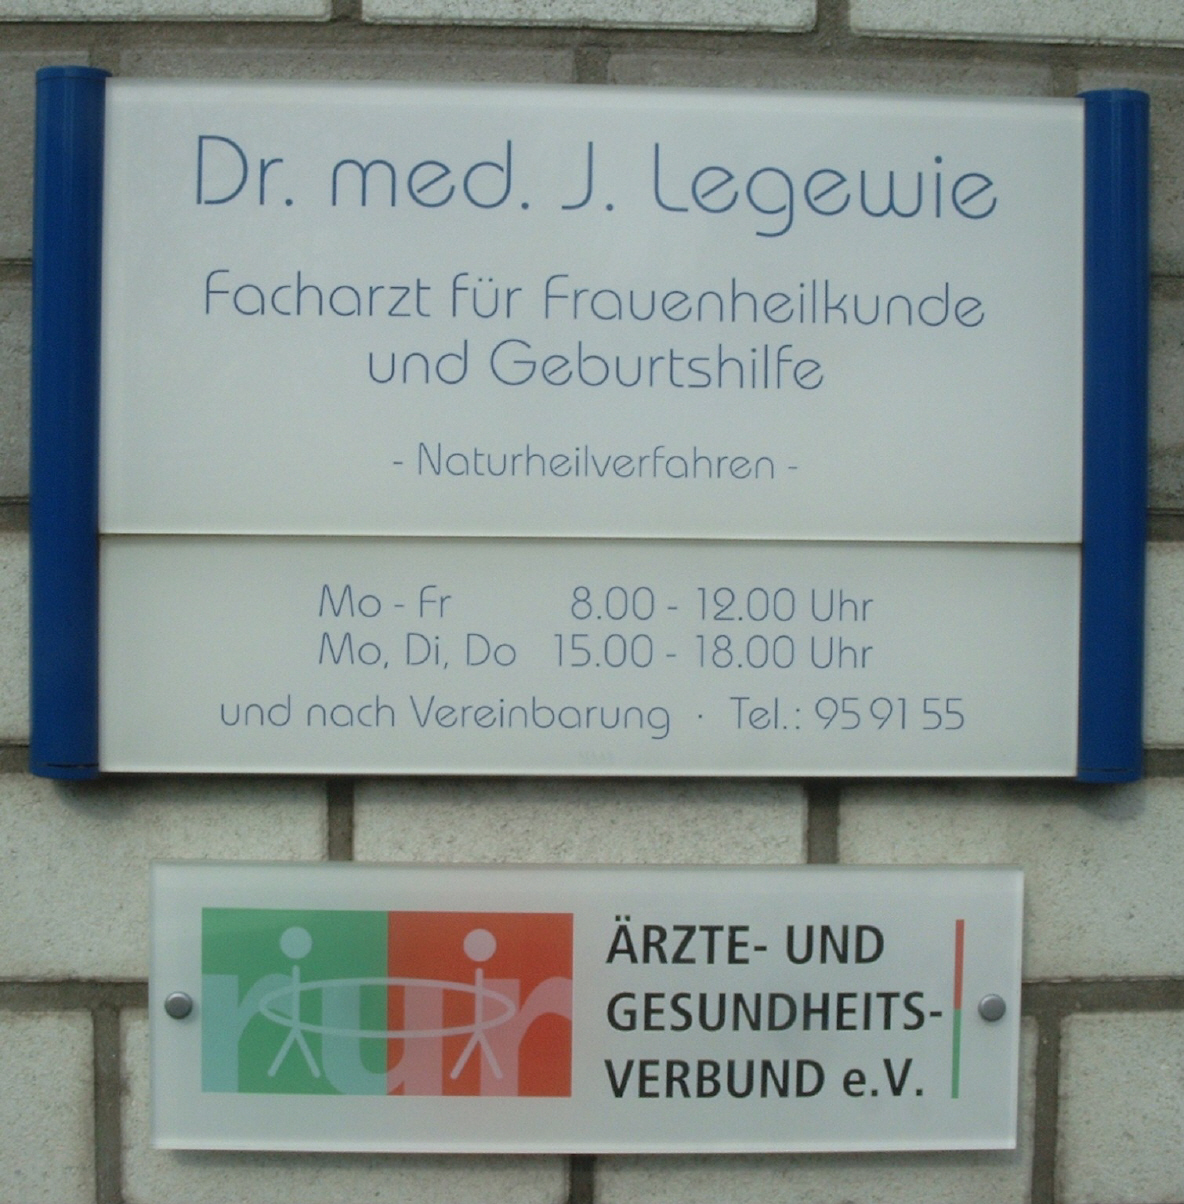 Dr. med. J. Legewie
Facharzt für Frauenheilkunde
und Geburtshilfe
- Naturheilverfahren -
Mo - Fr 8.00 - 12.00 Uhr
Mo, Di, Do 15.00 - 18.00 Uhr
und nach Vereinbarung · Tel.: 95 91 55
rur
ÄRZTE- UND
GESUNDHEITS-
VERBUND e.V.